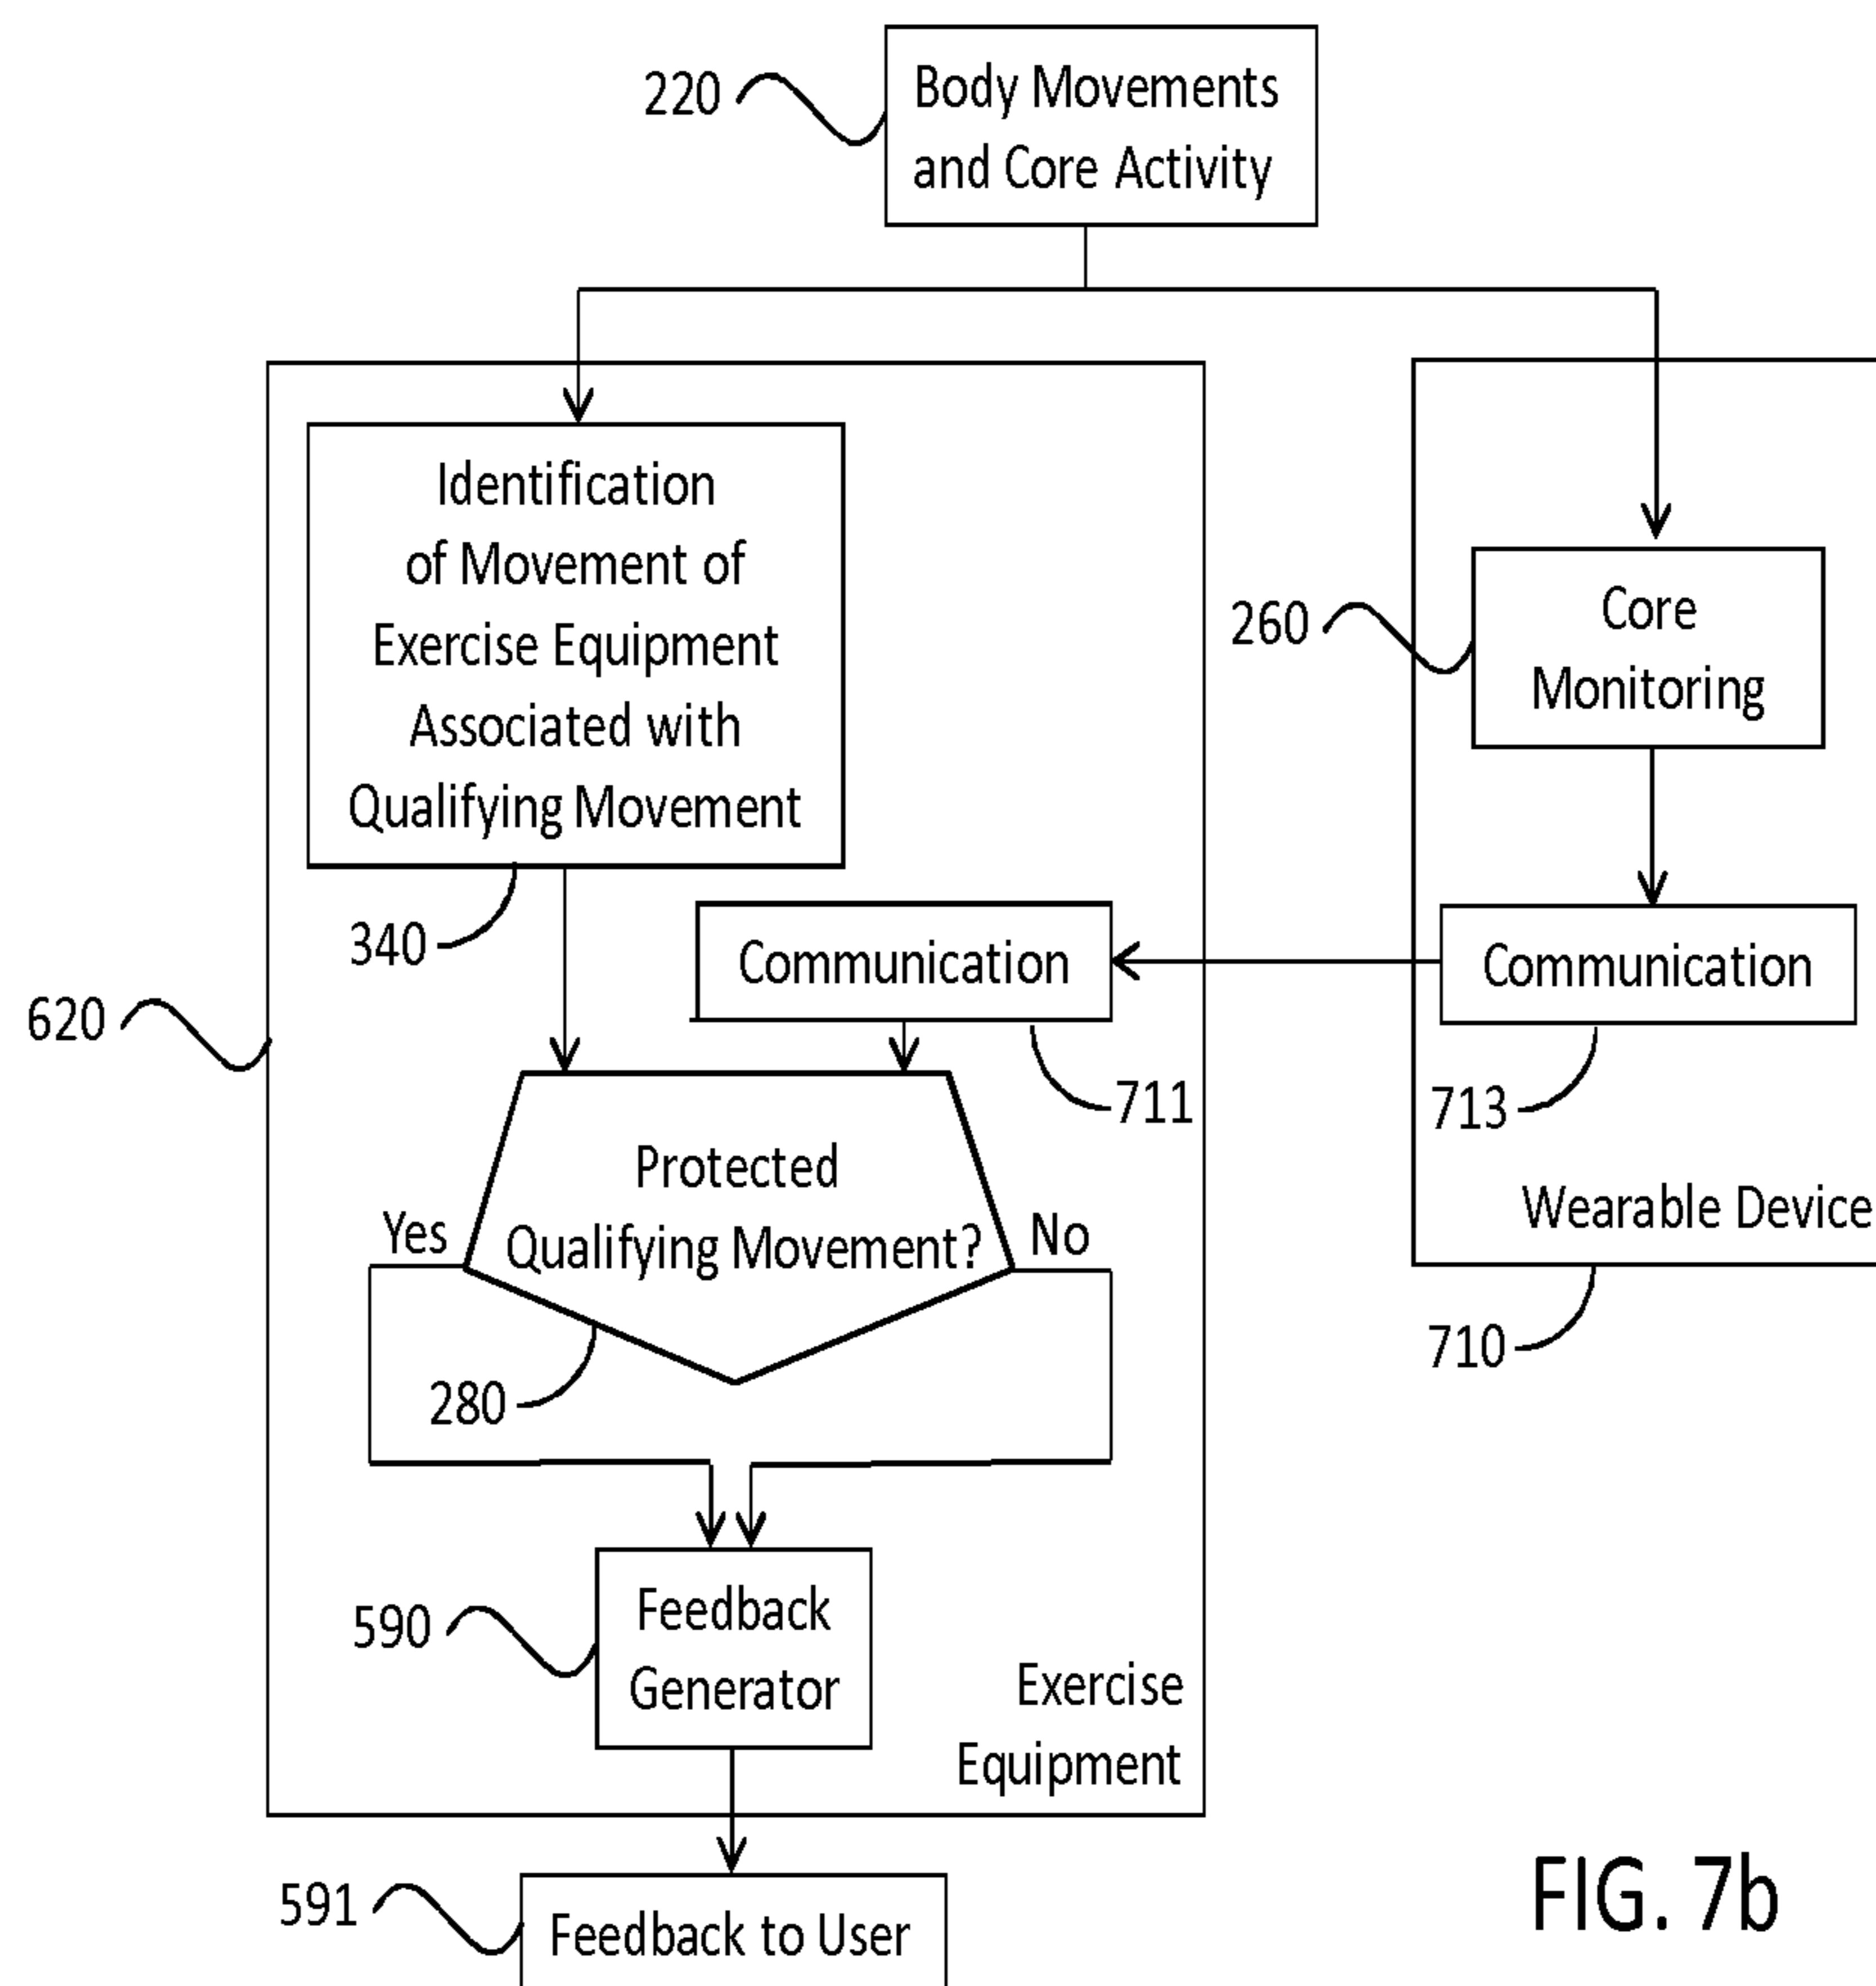 220
Body Movements
and Core Activity
Identification
of Movement of
Exercise Equipment
Associated with
Qualifying Movement
340
260
Core
Monitoring
Communication
Communication
620
711
713
Protected
Qualifying Movement?
Yes
No
Wearable Device
280
710
590
Feedback
Generator
Exercise
Equipment
591
Feedback to User
FIG. 7b